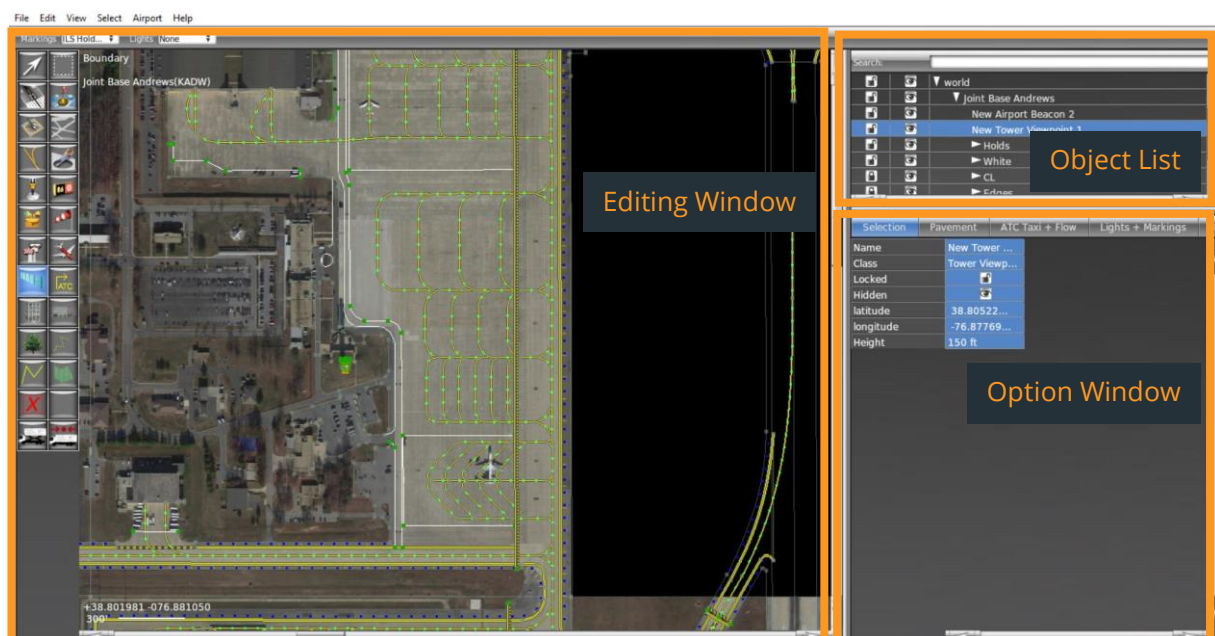 File Edit View Select Airport Help
Markings ILS Hold... Lights None
Boundary
Joint Base Andrews(KADW)
ATC
X
Editing Window
+38.801981 -076.881050
300'
Search:
world
Joint Base Andrews
New Airport Beacon 2
New Tower Viewpoint 1
Holds
White
CL
Edges
Object List
Selection Pavement ATC Taxi + Flow Lights + Markings
Name New Tower ...
Class Tower Viewp...
Locked
Hidden
latitude 38.80522...
longitude -76.87769...
Height 150 ft
Option Window